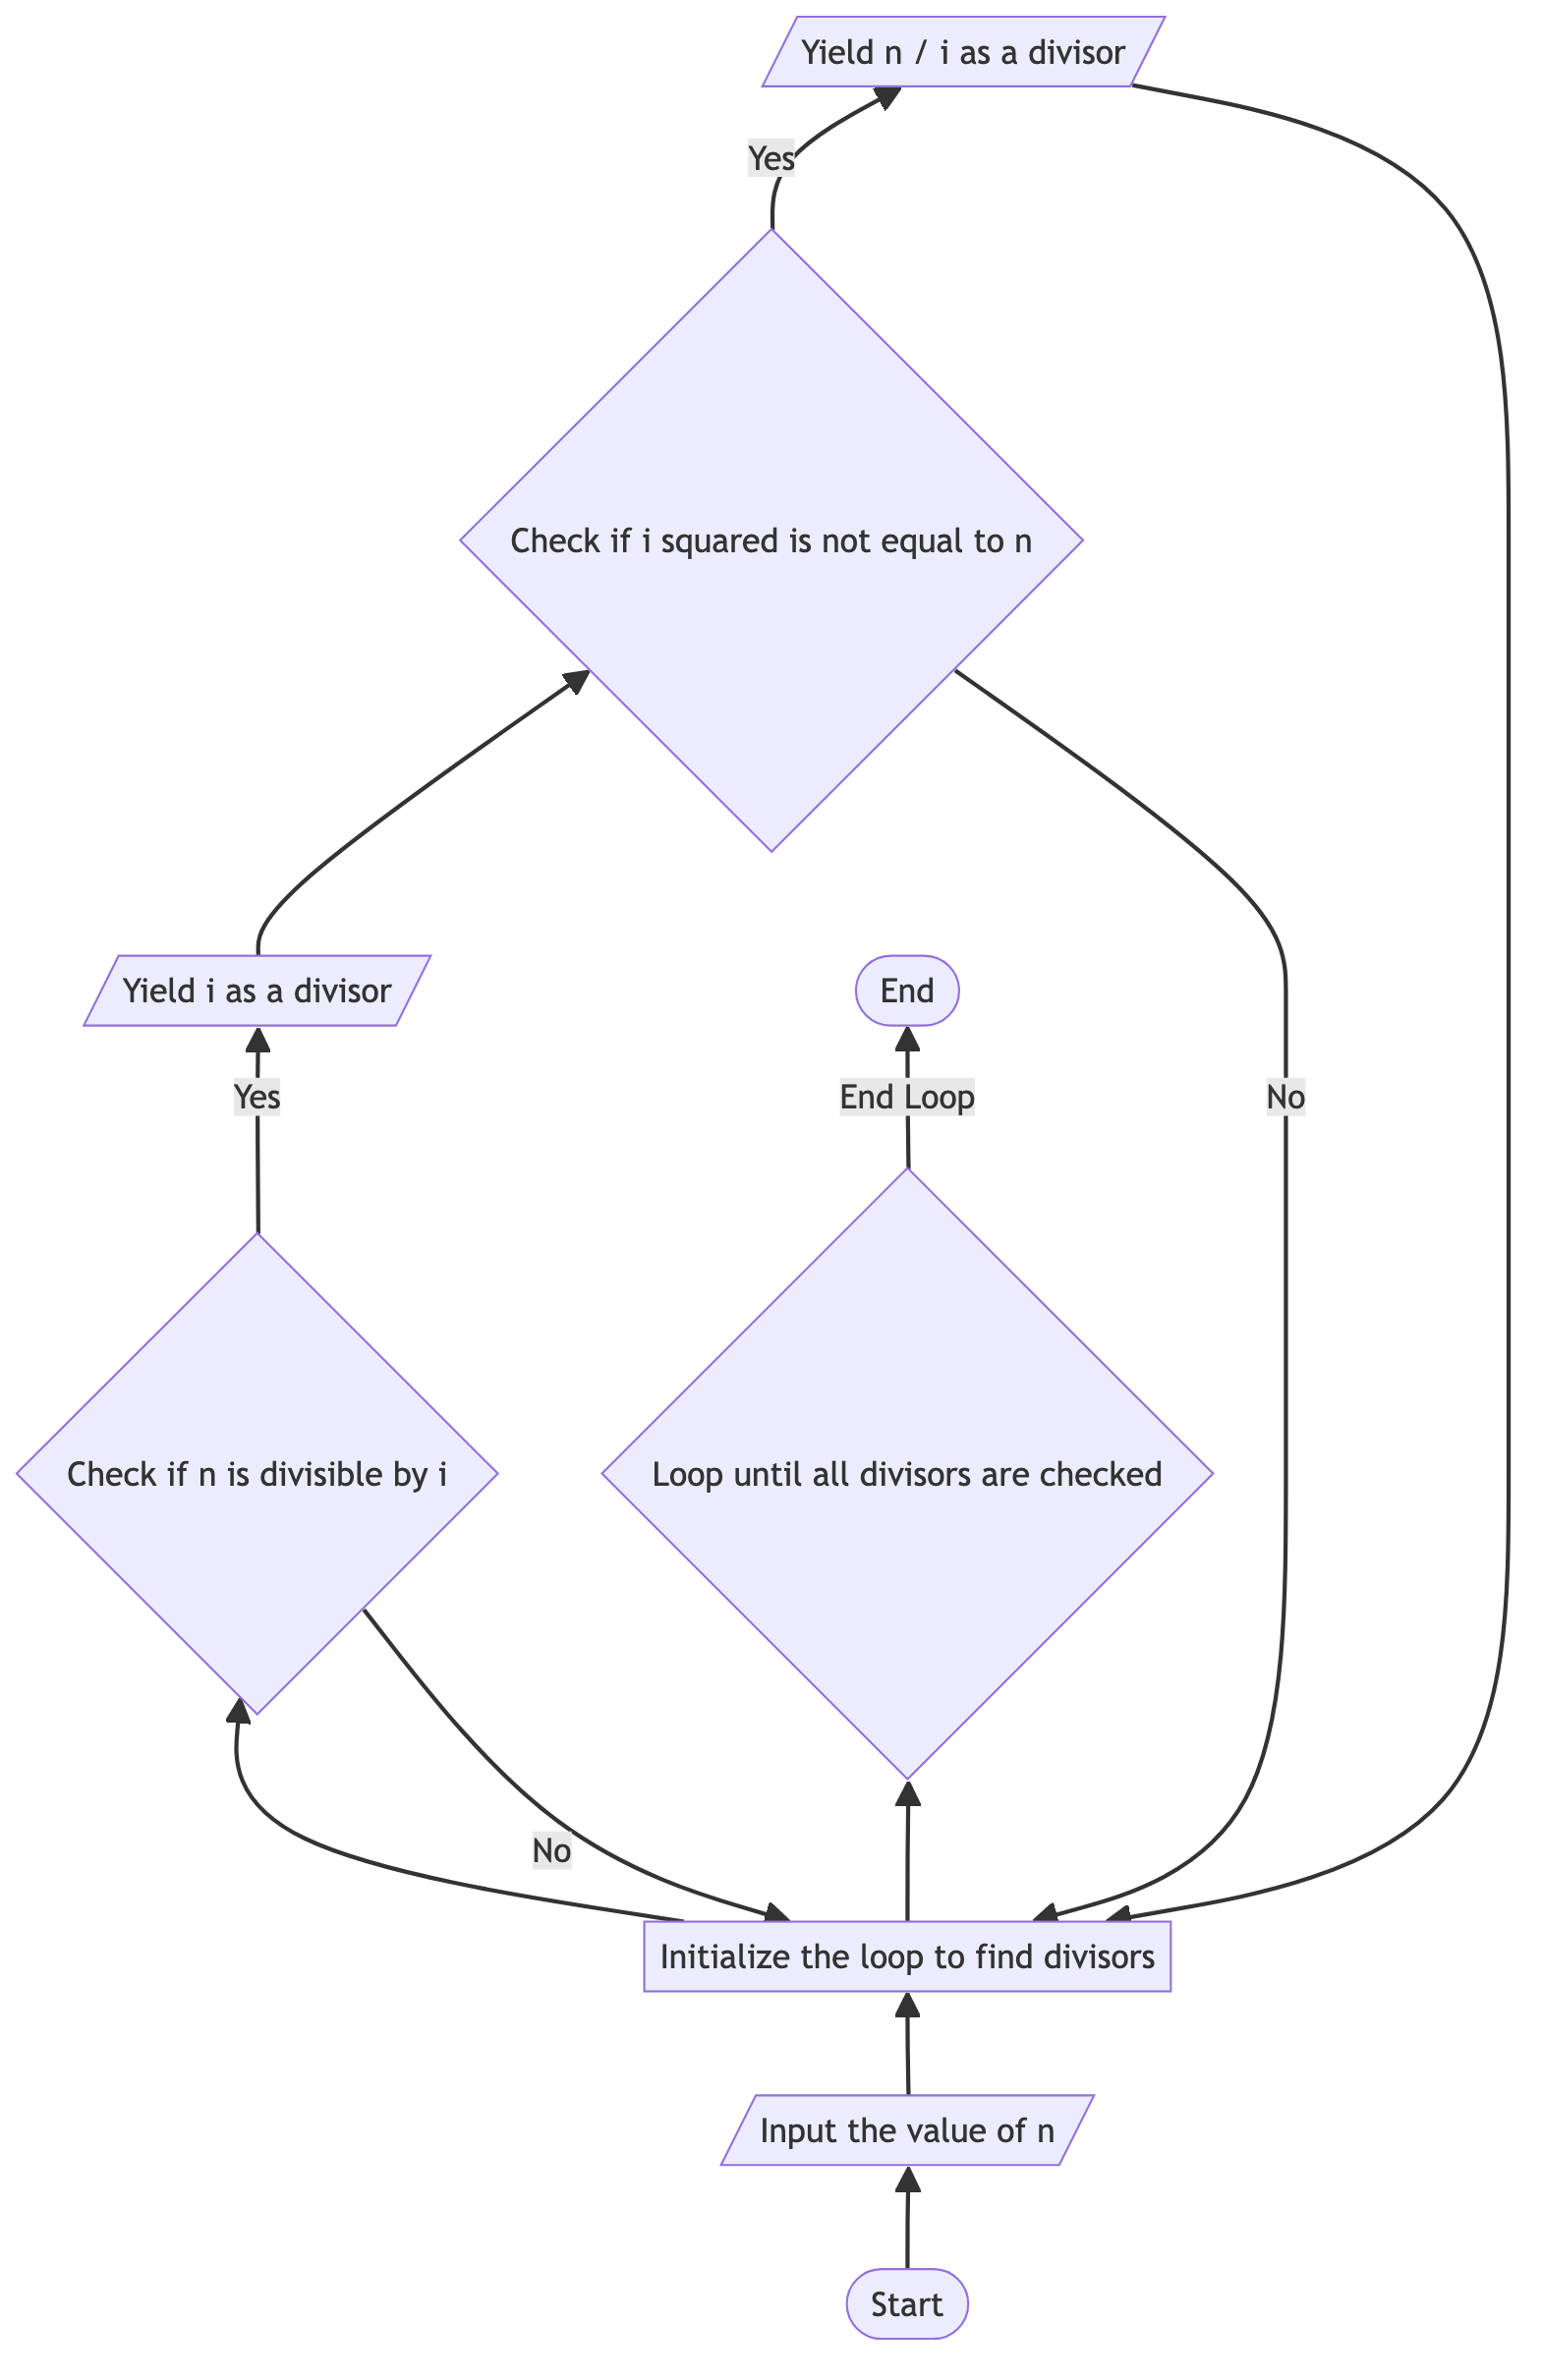 Yield n / i as a divisor
Yes
Check if i squared is not equal to n
Yield i as a divisor
End
Yes
End Loop
No
Check if n is divisible by i
Loop until all divisors are checked
No
Initialize the loop to find divisors
Input the value of n
Start